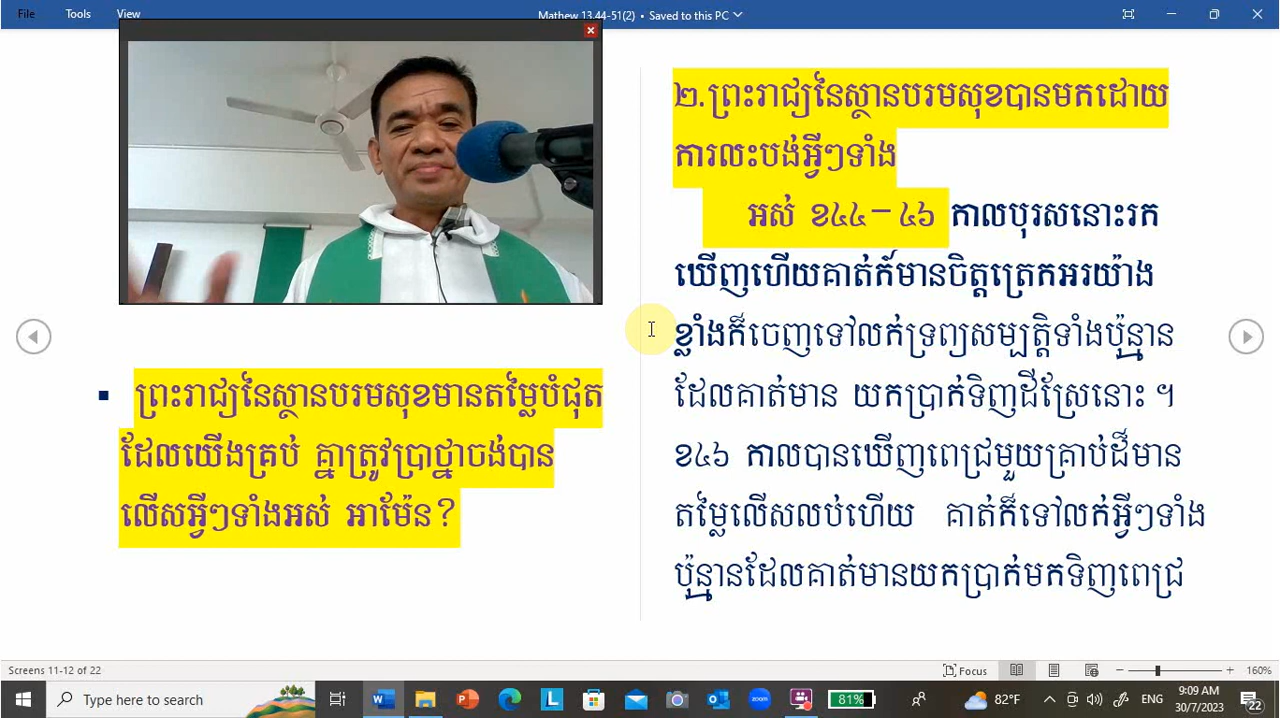 File Tools View
Mathew 13.44-51(2) • Saved to this PC
២.ព្រះរាជ្យនៃស្ថានបរមសុខបានមកដោយ
ការលះបង់អ្វីៗទាំង
អស់ ខ៤៤– ៤៦ កាលបុរសនោះរក
ឃើញហើយគាត់ក៍មានចិត្តត្រេកអរយ៉ាង
ខ្លាំងក៏ចេញទៅលក់ទ្រព្យសម្បត្តិទាំងប៉ុន្មាន
ដែលគាត់មាន យកប្រាក់ទិញដីស្រែនោះ ។
ខ៤៦ កាលបានឃើញពេជ្រមួយគ្រាប់ដ៏មាន
តម្លៃលើសលប់ហើយ គាត់ក៏ទៅលក់អ្វីៗទាំង
ប៉ុន្មានដែលគាត់មានយកប្រាក់មកទិញពេជ្រ
▪ ព្រះរាជ្យនៃស្ថានបរមសុខមានតម្លៃបំផុត
ដែលយើងគ្រប់ គ្នាត្រូវប្រាថ្នាចង់បាន
លើសអ្វីៗទាំងអស់ អាម៉ែន?
Screens 11-12 of 22
Focus
160%
Type here to search
81%
82°F
ENG
9:09 AM
30/7/2023
22